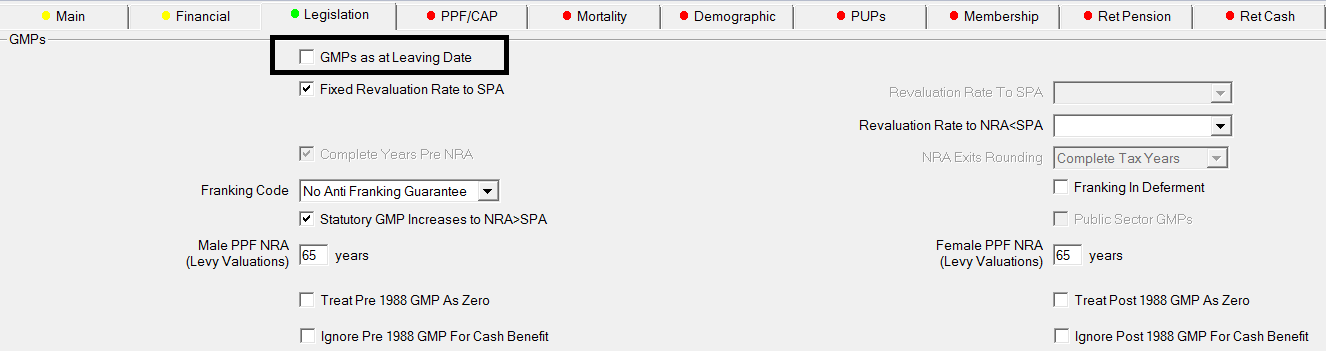 Main Financial Legislation PPF/CAP Mortality Demographic PUPs Membership Ret Pension Ret Cash
GMPs
GMPs as at Leaving Date
Fixed Revaluation Rate to SPA Revaluation Rate To SPA
Revaluation Rate to NRA<SPA
Complete Years Pre NRA NRA Exits Rounding Complete Tax Years
Franking Code No Anti Franking Guarantee Franking In Deferment
Statutory GMP Increases to NRA>SPA Public Sector GMPs
Male PPF NRA
(Levy Valuations) 65 years
Female PPF NRA
(Levy Valuations) 65 years
Treat Pre 1988 GMP As Zero Treat Post 1988 GMP As Zero
Ignore Pre 1988 GMP For Cash Benefit Ignore Post 1988 GMP For Cash Benefit